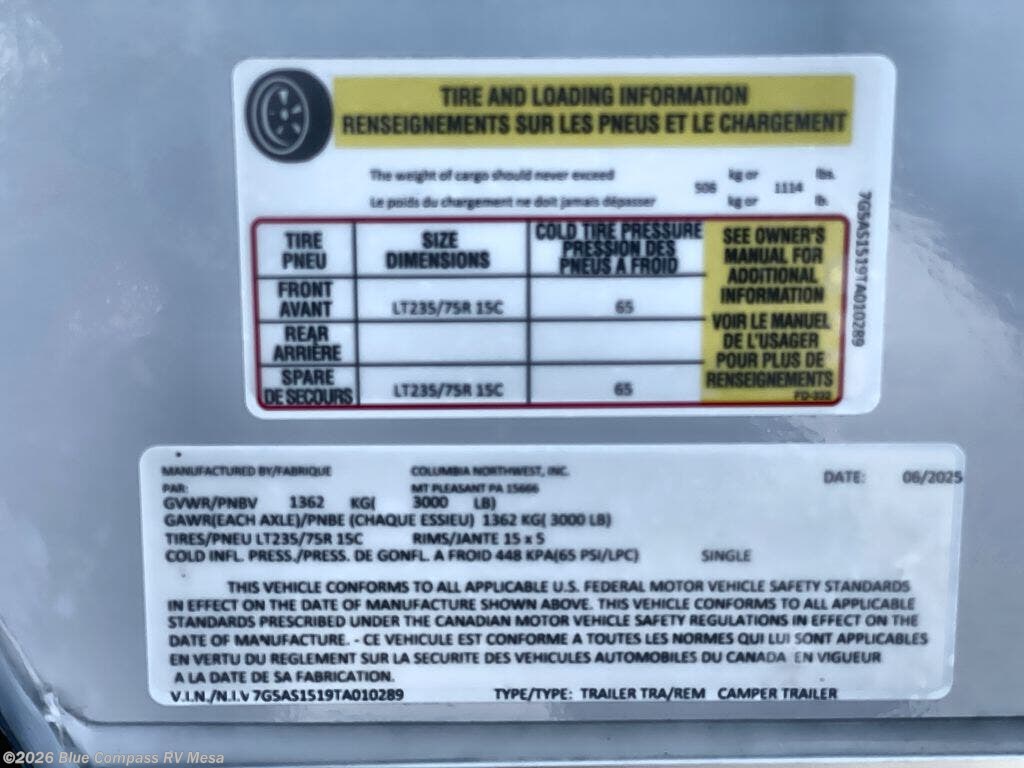 TIRE AND LOADING INFORMATION
RENSEIGNEMENTS SUR LES PNEUS ET LE CHARGEMENT
The weight of cargo should never exceed 506 kg or 1114 lbs.
Le poids du chargement ne doit jamais dépasser kg or lb.
TIRE PNEU SIZE DIMENSIONS COLD TIRE PRESSURE PRESSION DES PNEUS A FROID
FRONT AVANT LT235/75R 15C 65
REAR ARRIÈRE
SPARE DE SECOURS LT235/75R 15C 65
SEE OWNER'S
MANUAL FOR
ADDITIONAL
INFORMATION
VOIR LE MANUEL
DE L'USAGER
POUR PLUS DE
RENSEIGNEMENTS
7G5AS1519TA010289
MANUFACTURED BY/FABRIQUE COLUMBIA NORTHWEST, INC. DATE: 06/2025
PAR: MT PLEASANT PA 15666
GVWR/PNBV 1362 KG( 3000 LB)
GAWR(EACH AXLE)/PNBE (CHAQUE ESSIEU) 1362 KG( 3000 LB)
TIRES/PNEU LT235/75R 15C RIMS/JANTE 15 x 5
COLD INFL. PRESS./PRESS. DE GONFL. A FROID 448 KPA(65 PSI/LPC) SINGLE
THIS VEHICLE CONFORMS TO ALL APPLICABLE U.S. FEDERAL MOTOR VEHICLE SAFETY STANDARDS
IN EFFECT ON THE DATE OF MANUFACTURE SHOWN ABOVE. THIS VEHICLE CONFORMS TO ALL APPLICABLE
STANDARDS PRESCRIBED UNDER THE CANADIAN MOTOR VEHICLE SAFETY REGULATIONS IN EFFECT ON THE
DATE OF MANUFACTURE. - CE VEHICULE EST CONFORME A TOUTES LES NORMES QUI LUI SONT APPLICABLES
EN VERTU DU REGLEMENT SUR LA SECURITE DES VEHICULES AUTOMOBILES DU CANADA EN VIGUEUR
A LA DATE DE SA FABRICATION.
V.I.N./N.I.V 7G5AS1519TA010289 TYPE/TYPE: TRAILER TRA/REM CAMPER TRAILER
©2026 Blue Compass RV Mesa